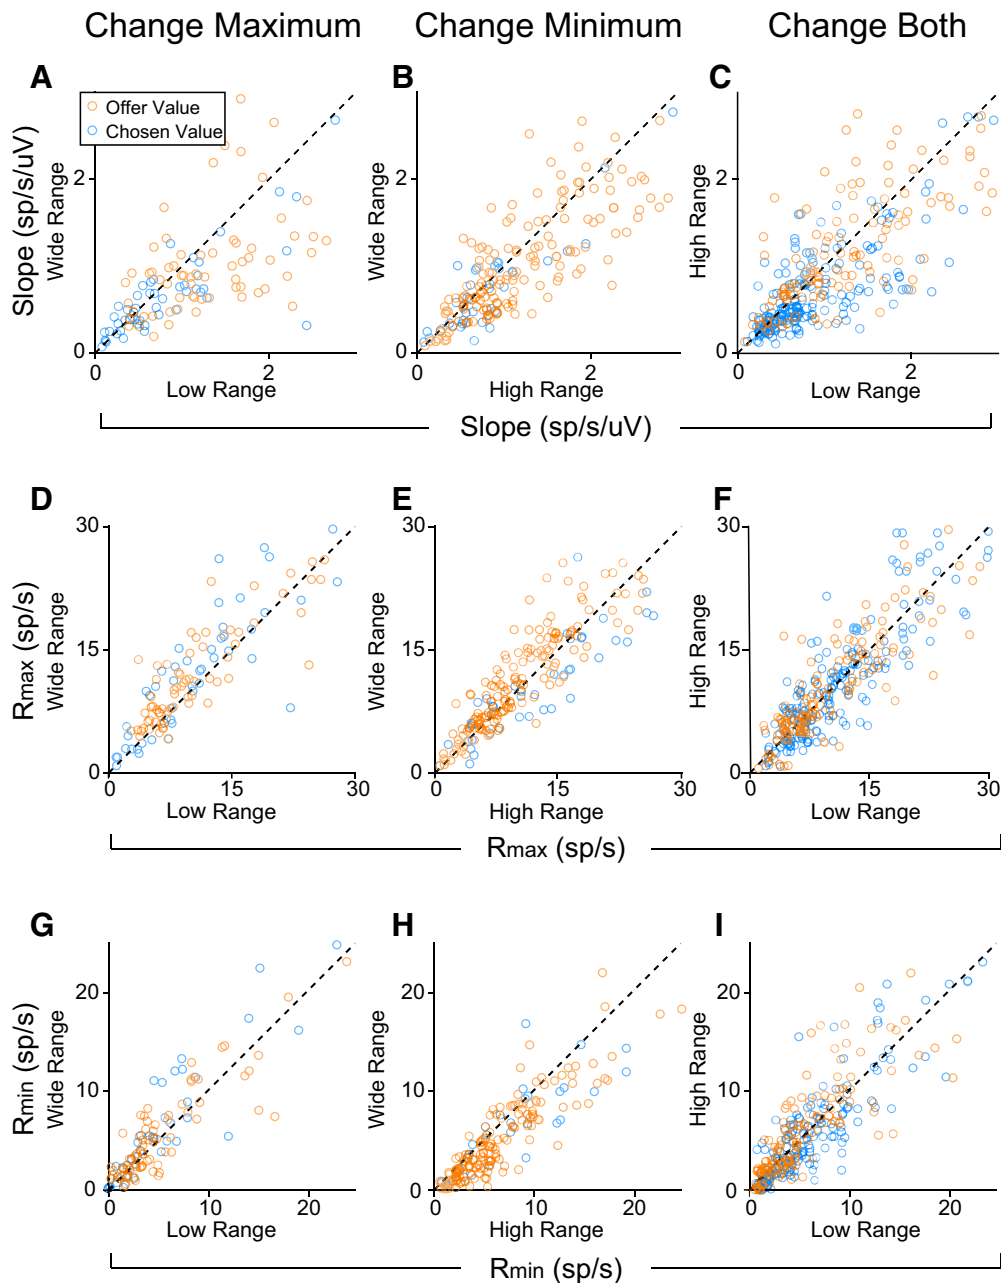 Change Maximum
Change Minimum
Change Both
A
B
C
Offer Value
Chosen Value
Slope (sp/s/uV)
Wide Range
2
0
0
2
Low Range
Wide Range
2
0
0
2
High Range
High Range
2
0
0
2
Low Range
Slope (sp/s/uV)
D
E
F
Rmax (sp/s)
Wide Range
30
15
0
0
15
30
Low Range
Wide Range
30
15
0
0
15
30
High Range
High Range
30
15
0
0
15
30
Low Range
Rmax (sp/s)
G
H
I
Rmin (sp/s)
Wide Range
20
10
0
0
10
20
Low Range
Wide Range
20
10
0
0
10
20
High Range
High Range
20
10
0
0
10
20
Low Range
Rmin (sp/s)